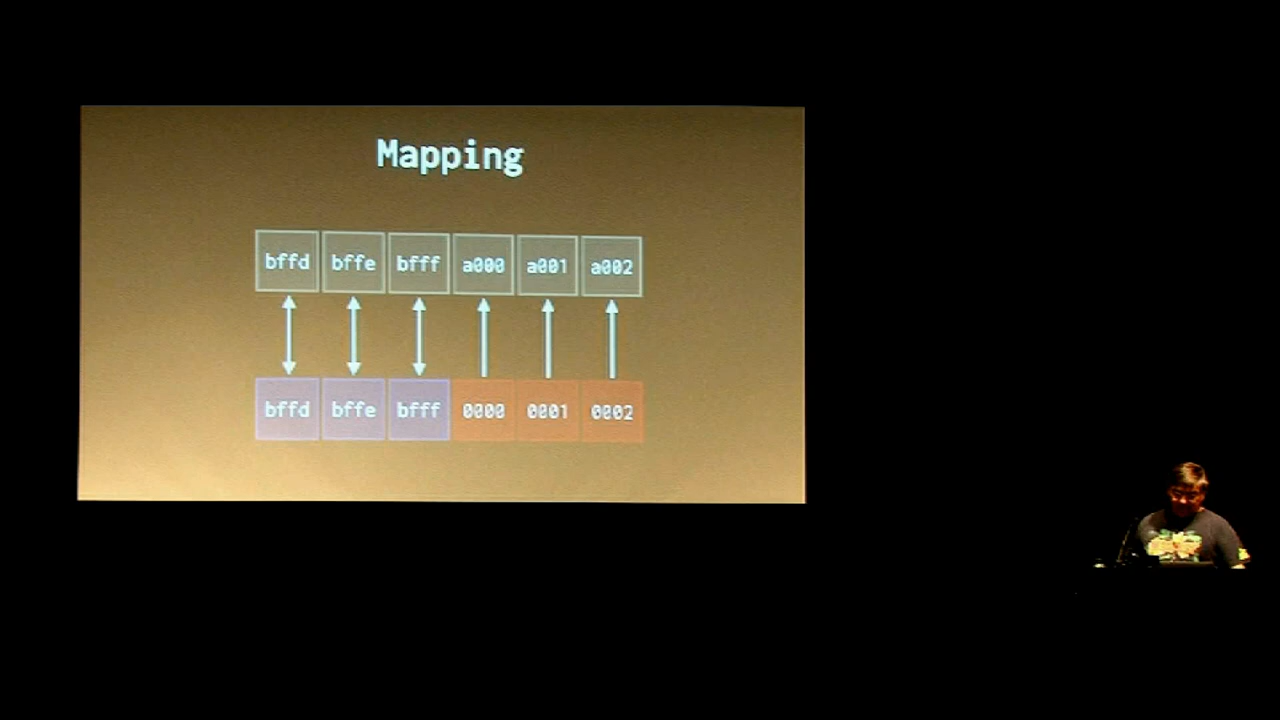 Mapping
bffd bffe bfff a000 a001 a002
bffd bffe bfff 0000 0001 0002